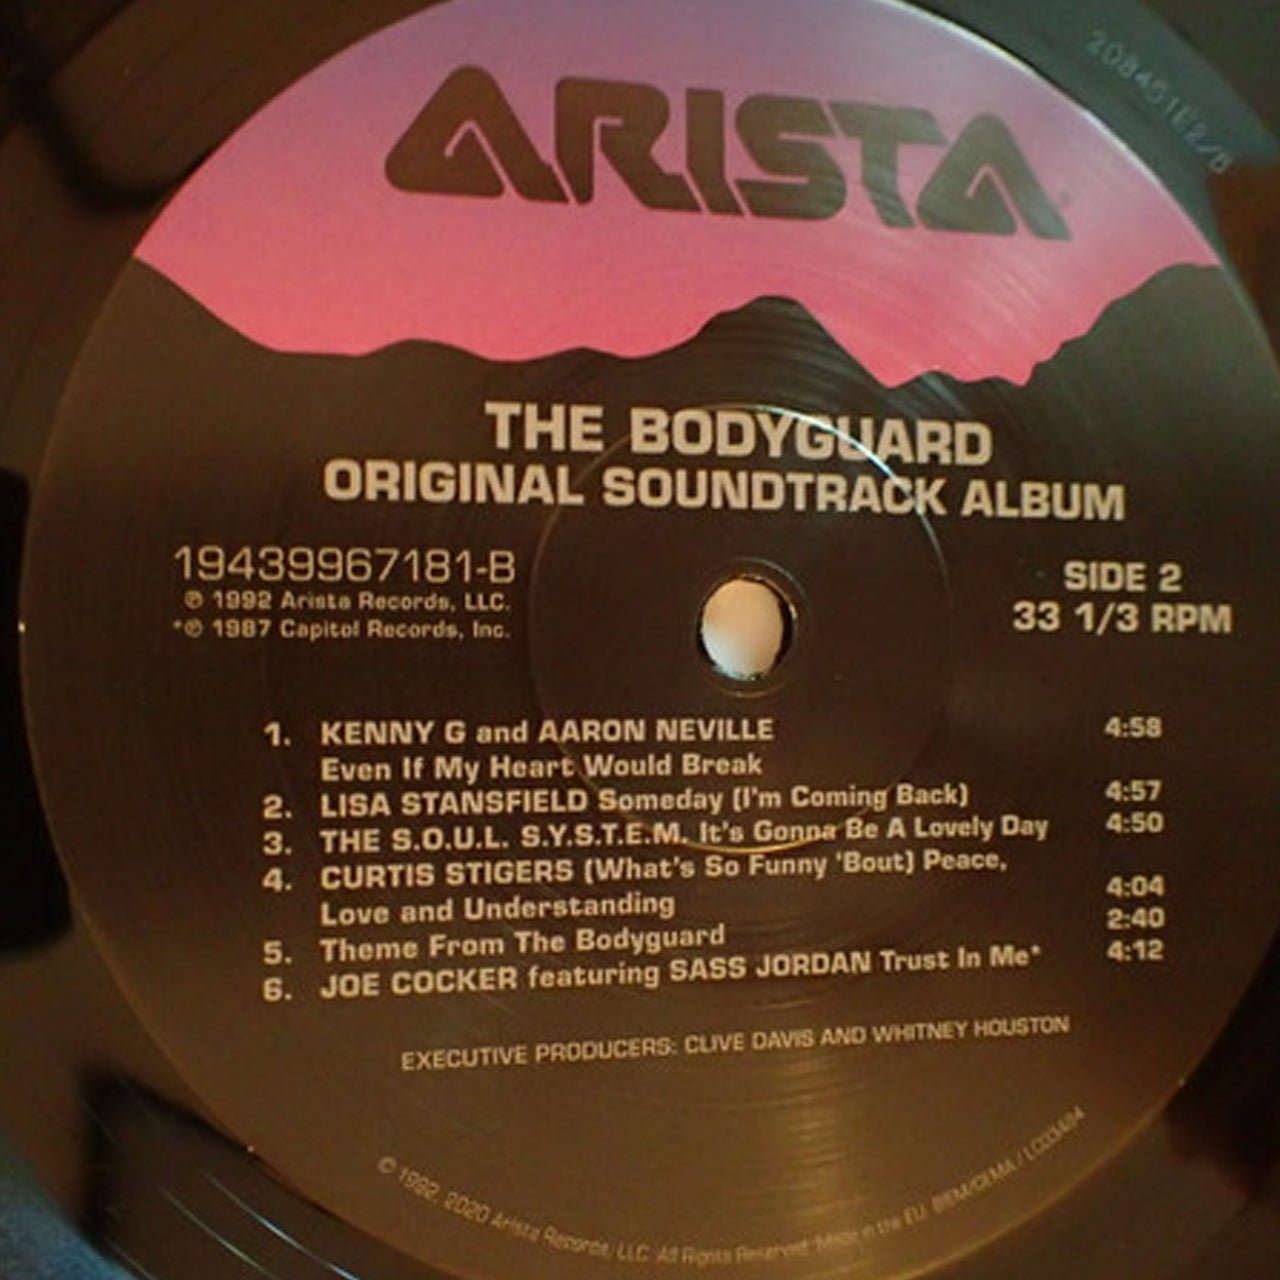 208451E2/B
ARISTA
THE BODYGUARD
ORIGINAL SOUNDTRACK ALBUM
19439967181-B
℗ 1992 Arista Records, LLC.
*℗ 1987 Capitol Records, Inc.
SIDE 2
33 1/3 RPM
1. KENNY G and AARON NEVILLE 4:58
Even If My Heart Would Break
2. LISA STANSFIELD Someday (I'm Coming Back) 4:57
3. THE S.O.U.L. S.Y.S.T.E.M. It's Gonna Be A Lovely Day 4:50
4. CURTIS STIGERS (What's So Funny 'Bout) Peace,
Love and Understanding 4:04
5. Theme From The Bodyguard 2:40
6. JOE COCKER featuring SASS JORDAN Trust In Me* 4:12
EXECUTIVE PRODUCERS: CLIVE DAVIS AND WHITNEY HOUSTON
© 1992, 2020 Arista Records, LLC. All Rights Reserved. Made in the EU. BIEM/GEMA / LC03484